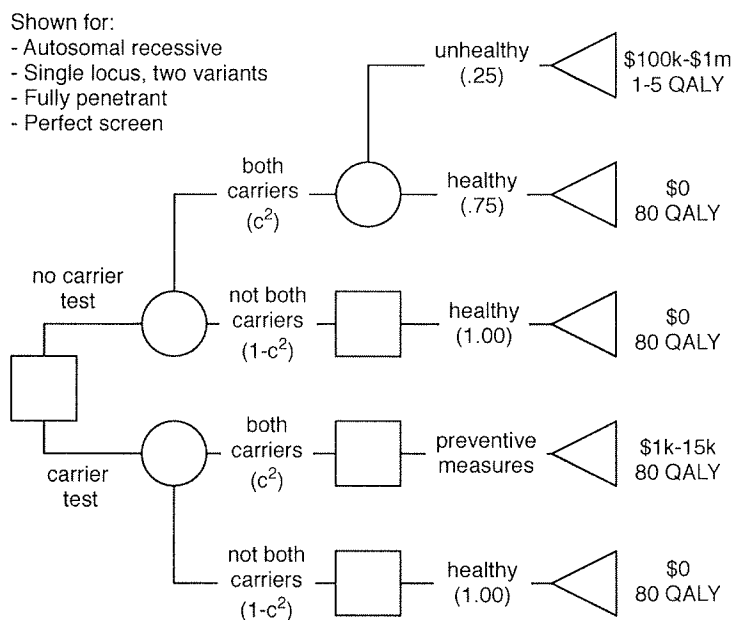 Shown for:
- Autosomal recessive
- Single locus, two variants
- Fully penetrant
- Perfect screen
unhealthy
(.25)
$100k-$1m
1-5 QALY
both
carriers
(c²)
healthy
(.75)
$0
80 QALY
no carrier
test
not both
carriers
(1-c²)
healthy
(1.00)
$0
80 QALY
carrier
test
both
carriers
(c²)
preventive
measures
$1k-15k
80 QALY
not both
carriers
(1-c²)
healthy
(1.00)
$0
80 QALY